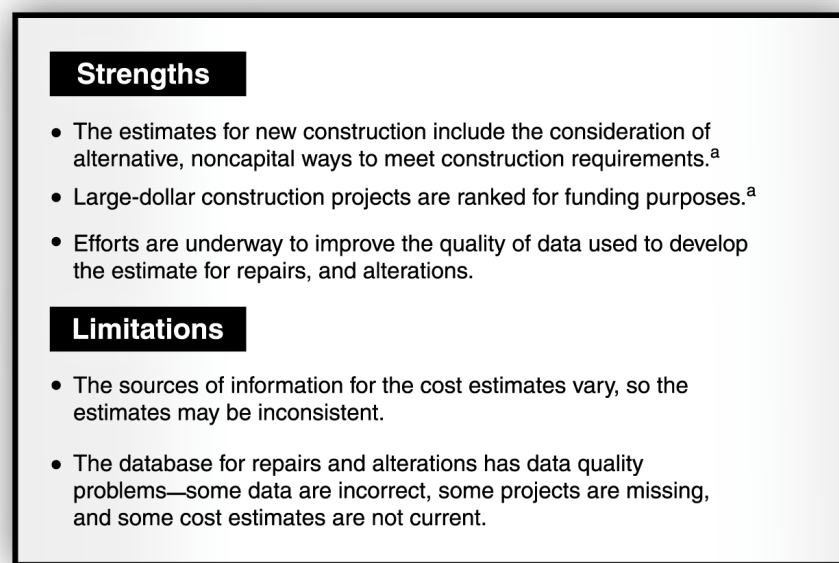 Strengths
• The estimates for new construction include the consideration of
alternative, noncapital ways to meet construction requirements.a
• Large-dollar construction projects are ranked for funding purposes.a
• Efforts are underway to improve the quality of data used to develop
the estimate for repairs, and alterations.
Limitations
• The sources of information for the cost estimates vary, so the
estimates may be inconsistent.
• The database for repairs and alterations has data quality
problems—some data are incorrect, some projects are missing,
and some cost estimates are not current.